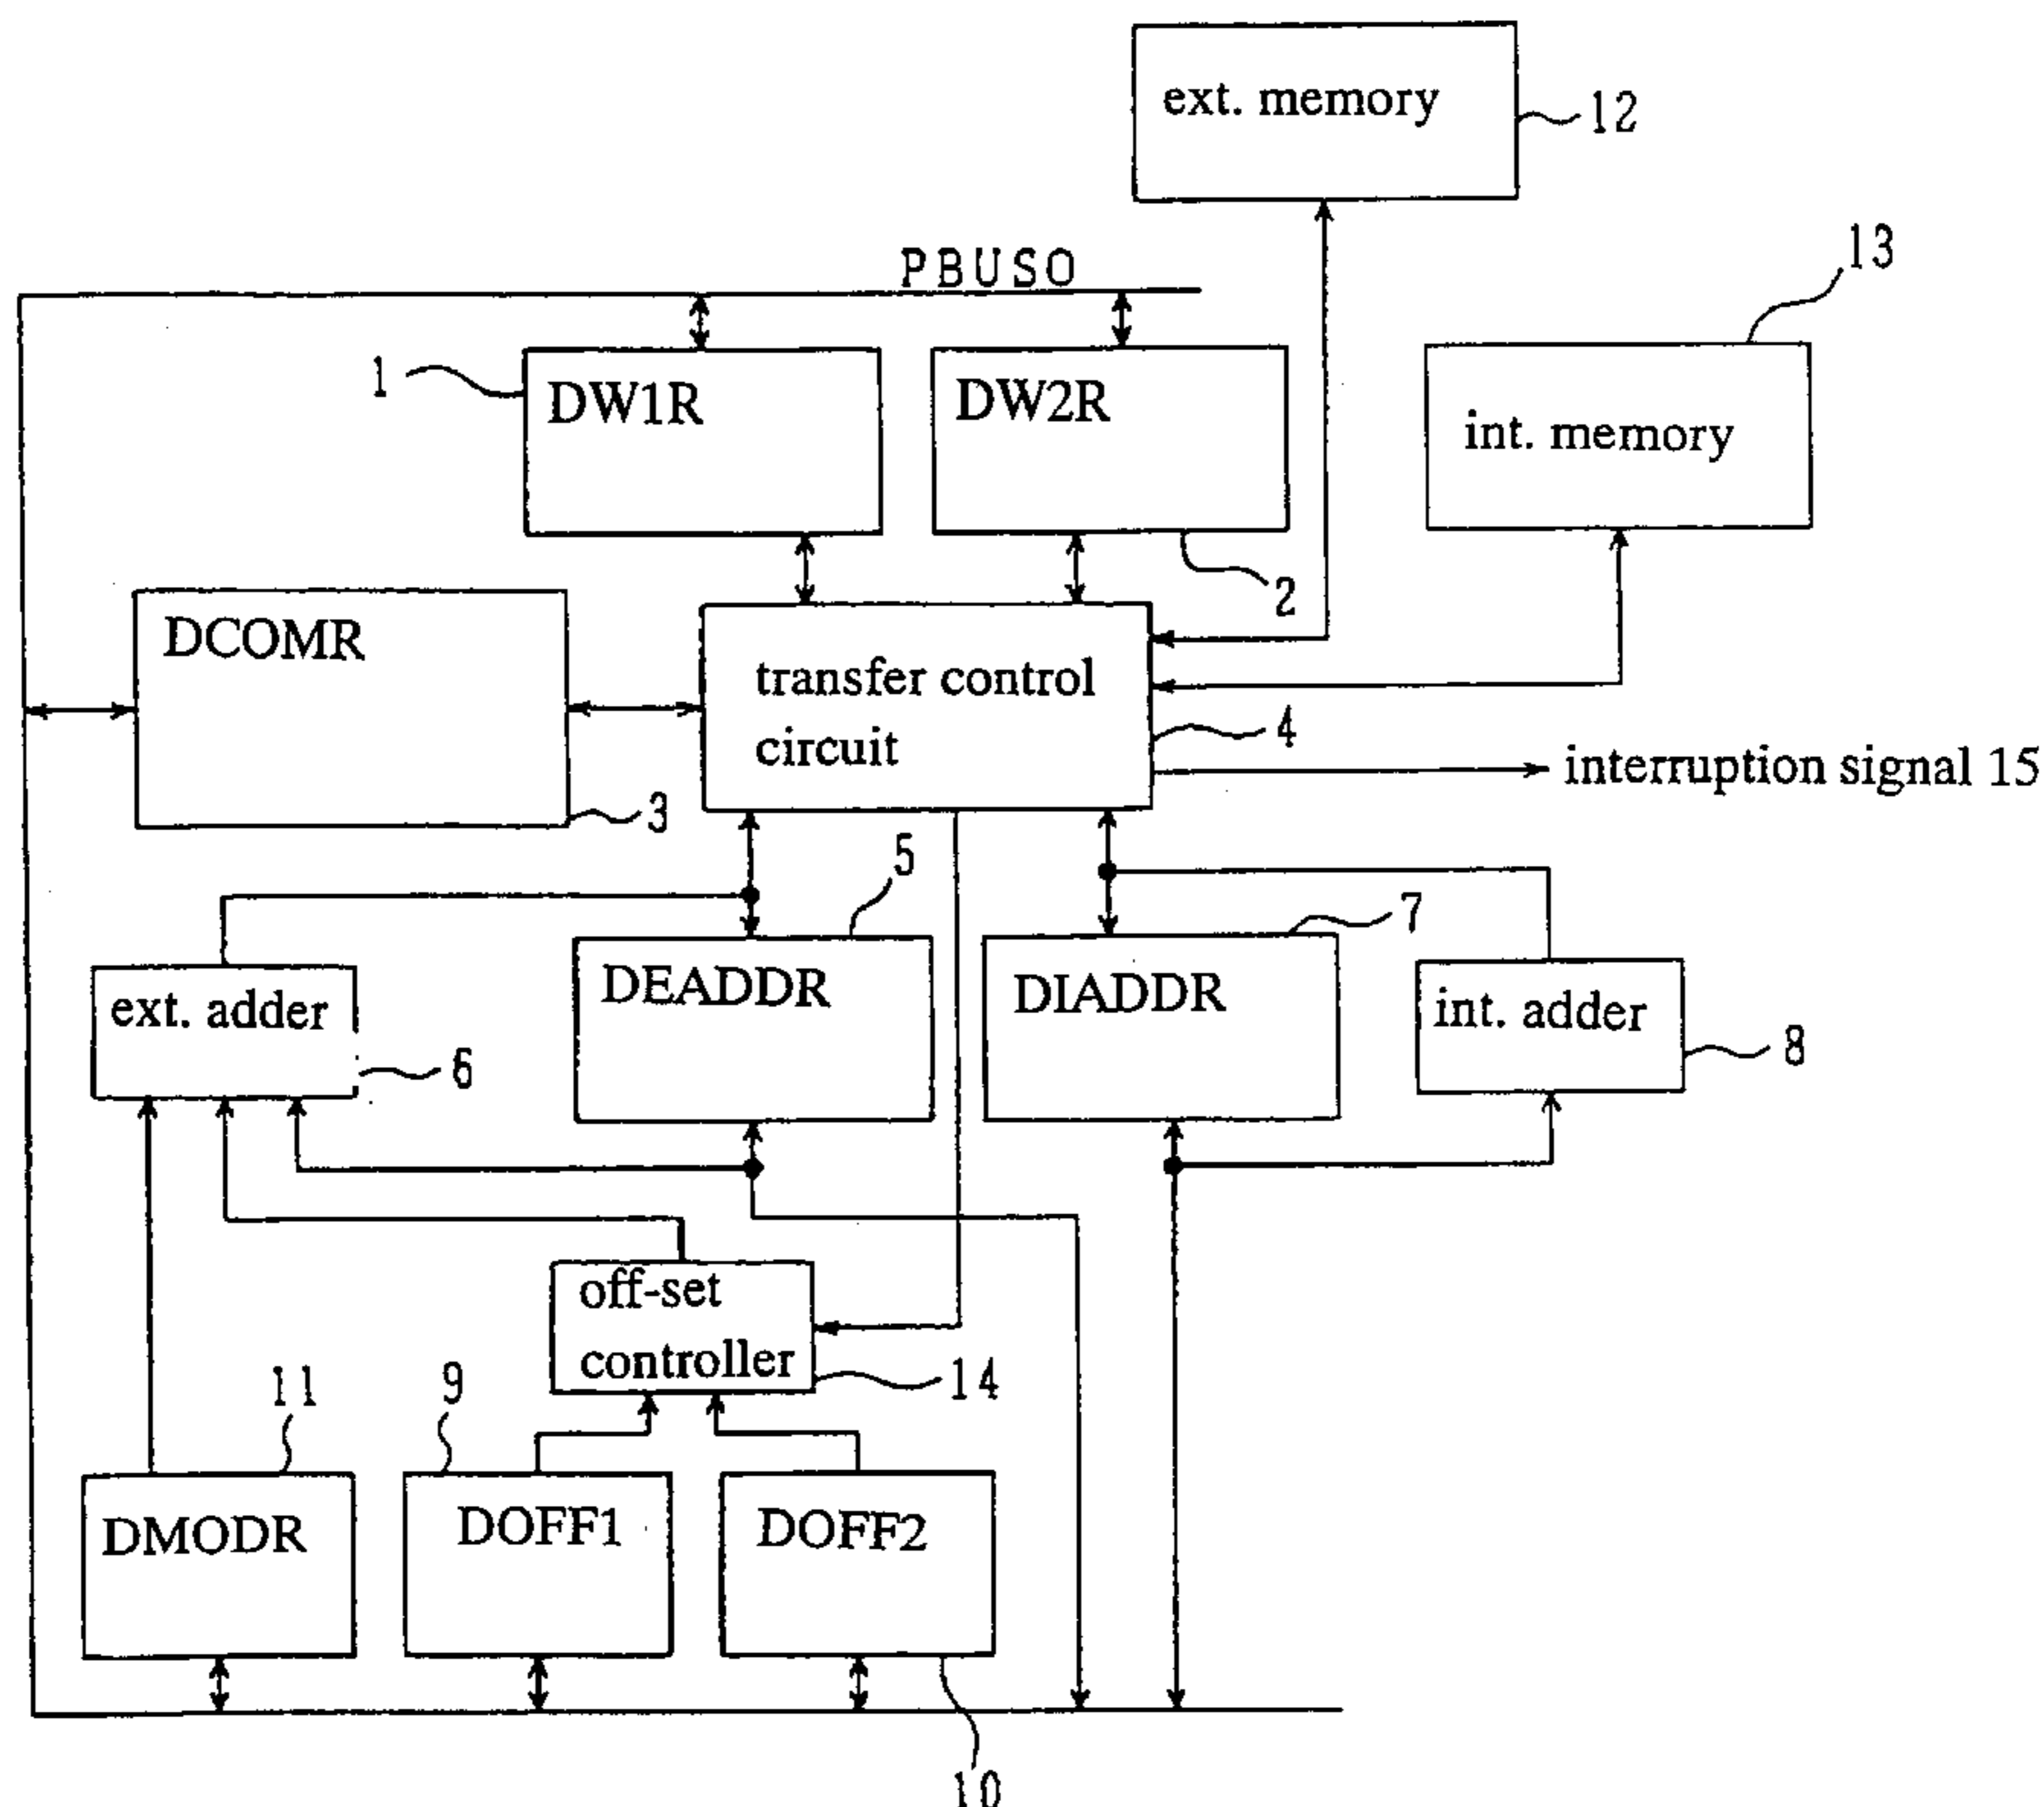 ext. memory
12
13
PBUSO
1
DW1R
DW2R
int. memory
2
DCOMR
transfer control
circuit
4
interruption signal 15
3
5
7
DEADDR
DIADDR
ext. adder
int. adder
6
8
off-set
controller
14
11
9
DMODR
DOFF1
DOFF2
10